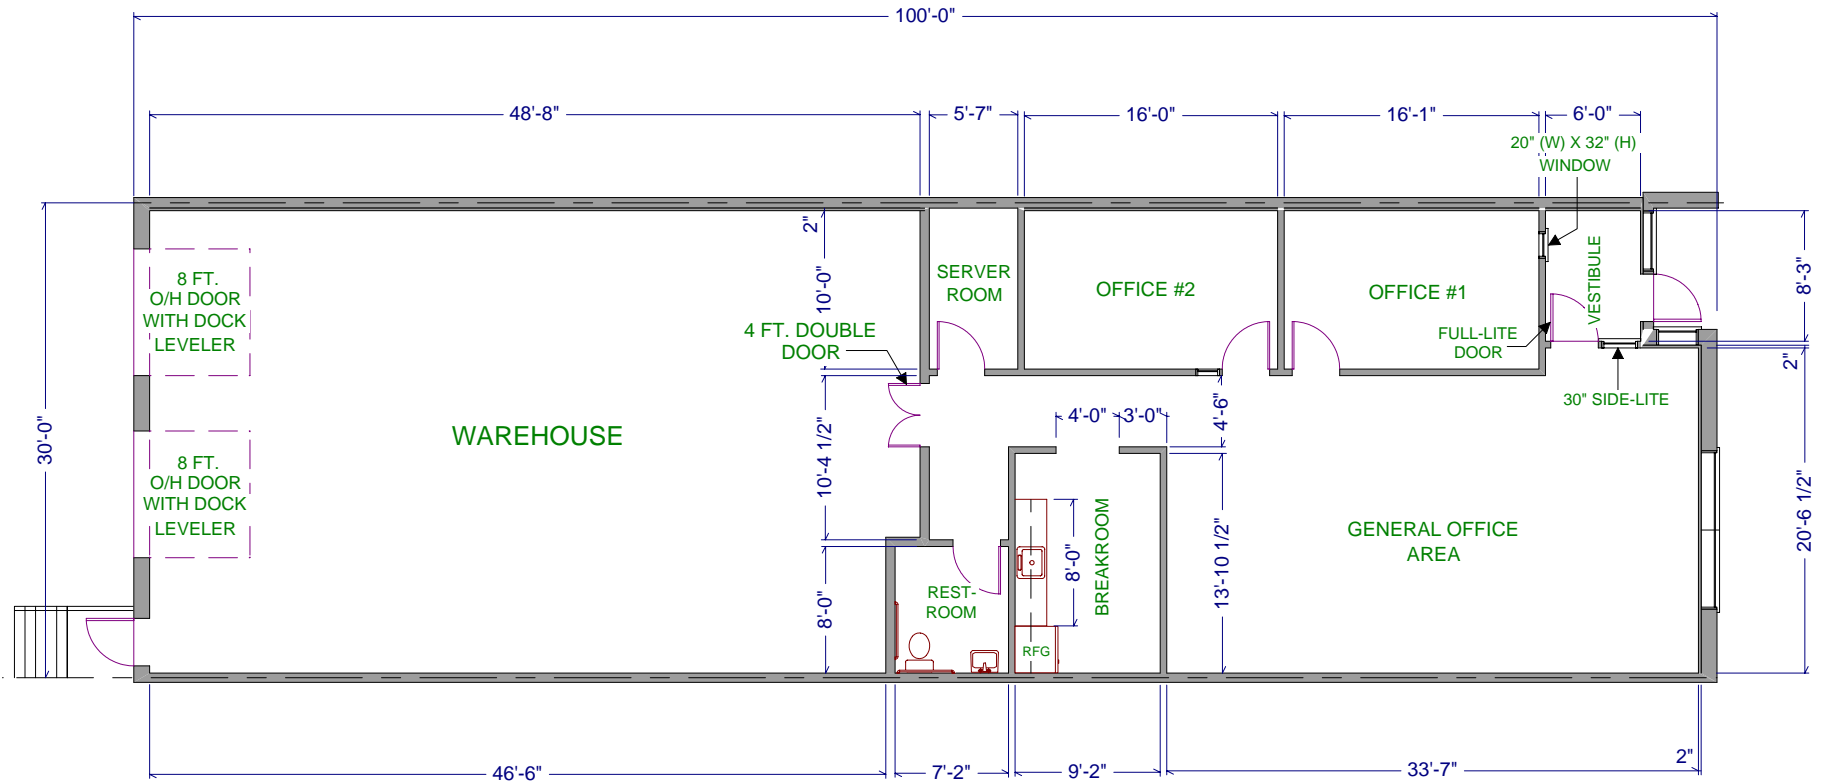 100'-0"
48'-8"
5'-7"
16'-0"
16'-1"
6'-0"
20" (W) X 32" (H)
WINDOW
2"
10'-0"
8 FT.
O/H DOOR
WITH DOCK
LEVELER
SERVER
ROOM
OFFICE #2
OFFICE #1
VESTIBULE
8'-3"
4 FT. DOUBLE
DOOR
FULL-LITE
DOOR
2"
30" SIDE-LITE
30'-0"
WAREHOUSE
4'-0"
3'-0"
4'-6"
8 FT.
O/H DOOR
WITH DOCK
LEVELER
10'-4 1/2"
8'-0"
BREAKROOM
13'-10 1/2"
GENERAL OFFICE
AREA
20'-6 1/2"
REST-
ROOM
8'-0"
RFG
46'-6"
7'-2"
9'-2"
33'-7"
2"